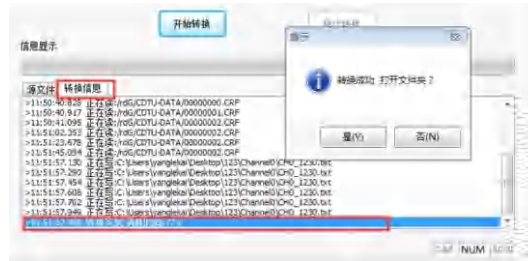 开始转换
信息显示
提示
转换成功 打开文件夹？
是(Y)
否(N)
源文件
转换信息
>11:50:40.828 正在读:/rdG/CDTU-DATA/00000000.CRF
>11:50:40.917 正在读:/rdG/CDTU-DATA/00000001.CRF
>11:50:41.095 正在读:/rdG/CDTU-DATA/00000002.CRF
>11:51:02.353 正在读:/rdG/CDTU-DATA/00000002.CRF
>11:51:23.678 正在读:/rdG/CDTU-DATA/00000002.CRF
>11:51:45.094 正在读:/rdG/CDTU-DATA/00000002.CRF
>11:51:57.130 正在写:C:\Users\yanglekai\Desktop\123\Channel0\CH0_1230.txt
>11:51:57.290 正在写:C:\Users\yanglekai\Desktop\123\Channel0\CH0_1230.txt
>11:51:57.454 正在写:C:\Users\yanglekai\Desktop\123\Channel0\CH0_1230.txt
>11:51:57.608 正在写:C:\Users\yanglekai\Desktop\123\Channel0\CH0_1230.txt
>11:51:57.762 正在写:C:\Users\yanglekai\Desktop\123\Channel0\CH0_1230.txt
>11:51:57.949 正在写:C:\Users\yanglekai\Desktop\123\Channel0\CH0_1230.txt
NUM